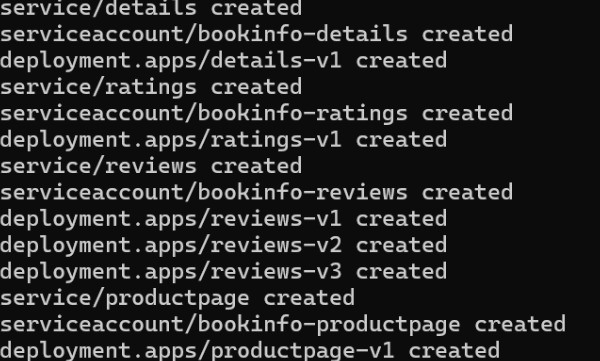 service/details created
serviceaccount/bookinfo-details created
deployment.apps/details-v1 created
service/ratings created
serviceaccount/bookinfo-ratings created
deployment.apps/ratings-v1 created
service/reviews created
serviceaccount/bookinfo-reviews created
deployment.apps/reviews-v1 created
deployment.apps/reviews-v2 created
deployment.apps/reviews-v3 created
service/productpage created
serviceaccount/bookinfo-productpage created
deployment.apps/productpage-v1 created